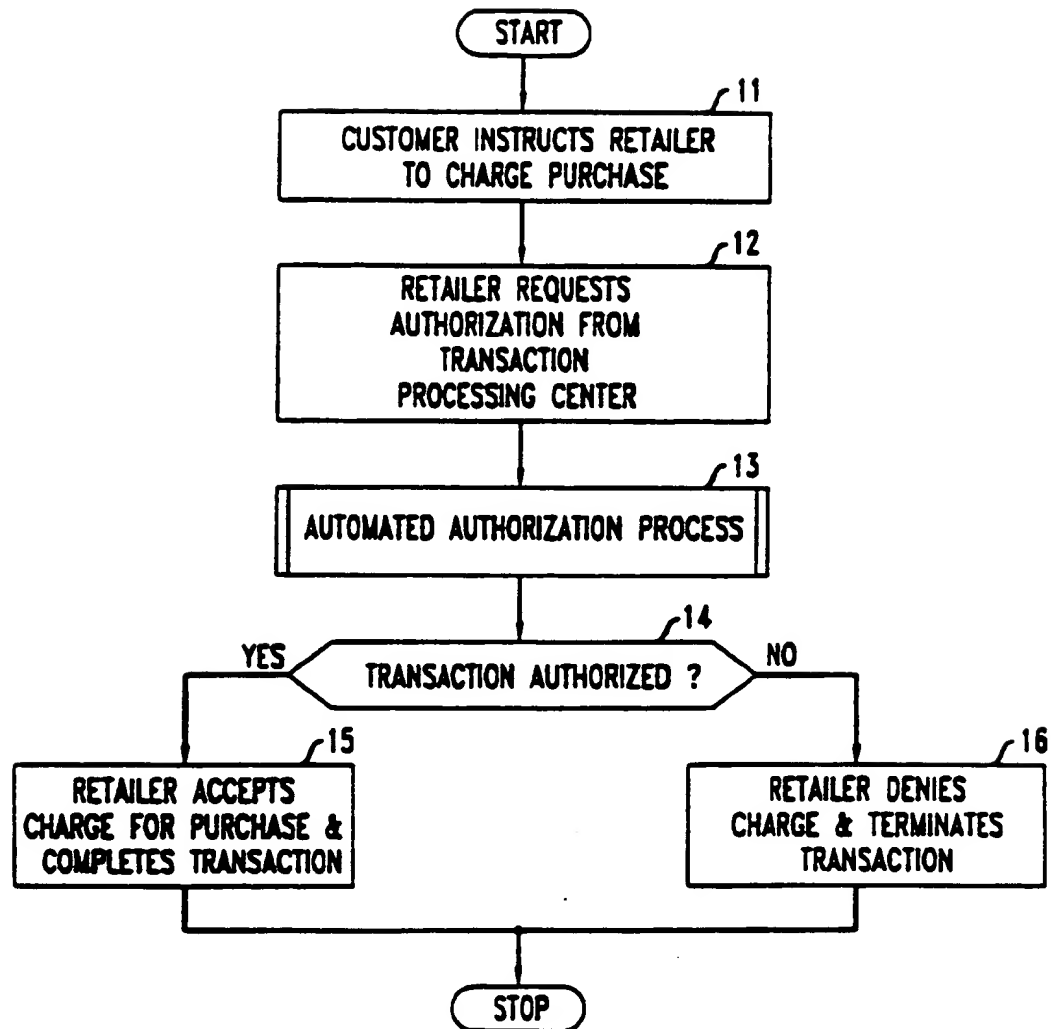 START
11
CUSTOMER INSTRUCTS RETAILER
TO CHARGE PURCHASE
12
RETAILER REQUESTS
AUTHORIZATION FROM
TRANSACTION
PROCESSING CENTER
13
AUTOMATED AUTHORIZATION PROCESS
14
YES
TRANSACTION AUTHORIZED ?
NO
15
RETAILER ACCEPTS
CHARGE FOR PURCHASE &
COMPLETES TRANSACTION
16
RETAILER DENIES
CHARGE & TERMINATES
TRANSACTION
STOP